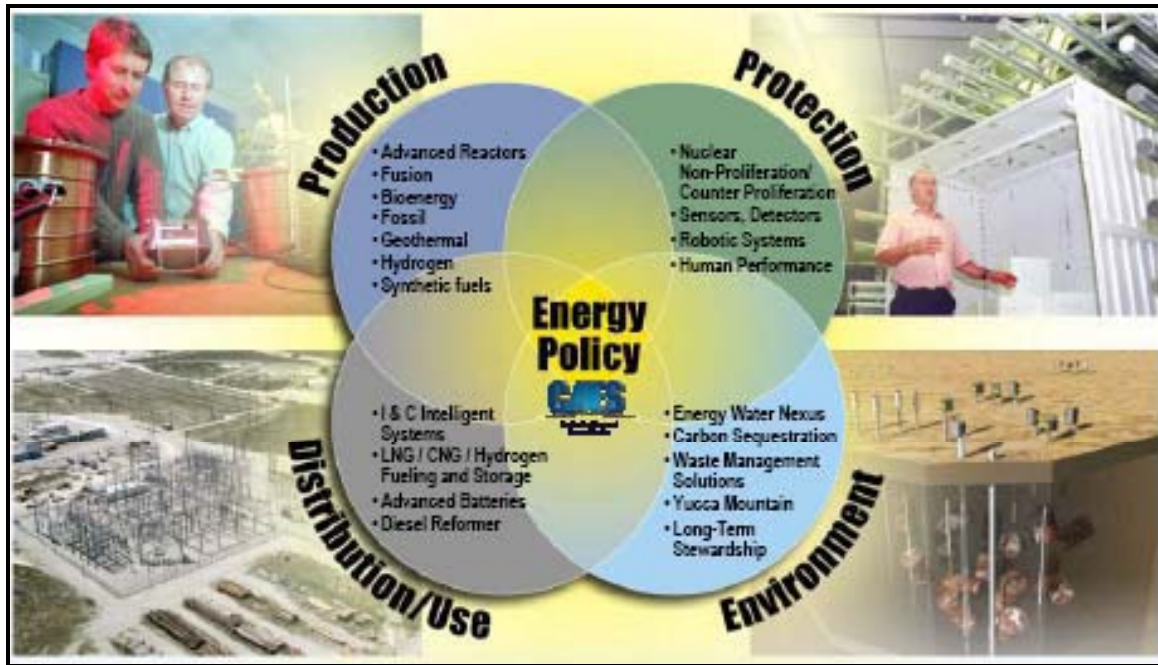 Production
• Advanced Reactors
• Fusion
• Bioenergy
• Fossil
• Geothermal
• Hydrogen
• Synthetic fuels
Protection
• Nuclear
Non-Proliferation/
Counter Proliferation
• Sensors, Detectors
• Robotic Systems
• Human Performance
Energy
Policy
CAES
Distribution/Use
• I & C Intelligent
Systems
• LNG / CNG / Hydrogen
Fueling and Storage
• Advanced Batteries
• Diesel Reformer
Environment
• Energy Water Nexus
• Carbon Sequestration
• Waste Management
Solutions
• Yucca Mountain
• Long-Term
Stewardship